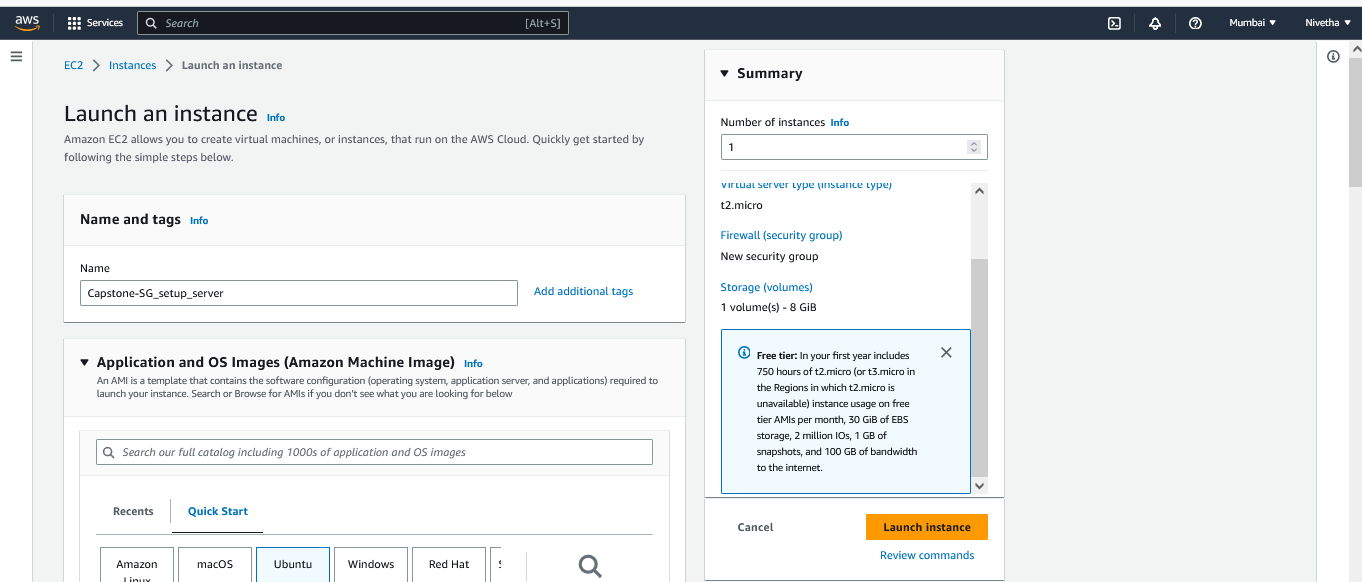 aws
Services
Search
[Alt+S]
Mumbai ▼
Nivetha ▼
EC2 > Instances > Launch an instance
Launch an instance Info
Amazon EC2 allows you to create virtual machines, or instances, that run on the AWS Cloud. Quickly get started by
following the simple steps below.
Name and tags Info
Name
Capstone-SG_setup_server
Add additional tags
▼ Application and OS Images (Amazon Machine Image) Info
An AMI is a template that contains the software configuration (operating system, application server, and applications) required to
launch your instance. Search or Browse for AMIs if you don't see what you are looking for below
Search our full catalog including 1000s of application and OS images
Recents
Quick Start
Amazon
Linux
macOS
Ubuntu
Windows
Red Hat
▼ Summary
Number of instances Info
1
Virtual server type (instance type)
t2.micro
Firewall (security group)
New security group
Storage (volumes)
1 volume(s) - 8 GiB
Free tier: In your first year includes
750 hours of t2.micro (or t3.micro in
the Regions in which t2.micro is
unavailable) instance usage on free
tier AMIs per month, 30 GiB of EBS
storage, 2 million IOs, 1 GB of
snapshots, and 100 GB of bandwidth
to the internet.
Cancel
Launch instance
Review commands